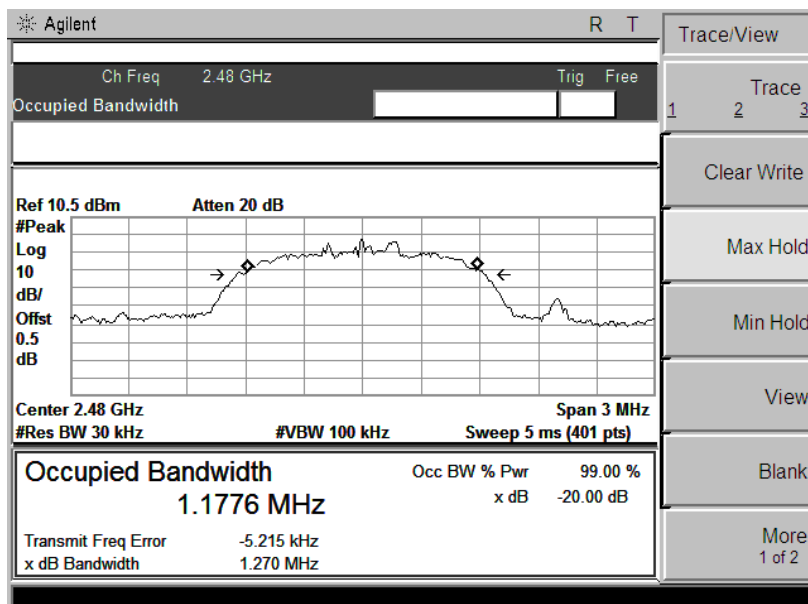 Agilent R T
Trace/View
Ch Freq 2.48 GHz Trig Free
Occupied Bandwidth
Trace
1 2 3
Clear Write
Max Hold
Min Hold
View
Blank
More
1 of 2
Ref 10.5 dBm Atten 20 dB
#Peak
Log
10
dB/
Offst
0.5
dB
Center 2.48 GHz Span 3 MHz
#Res BW 30 kHz #VBW 100 kHz Sweep 5 ms (401 pts)
Occupied Bandwidth Occ BW % Pwr 99.00 %
1.1776 MHz x dB -20.00 dB
Transmit Freq Error -5.215 kHz
x dB Bandwidth 1.270 MHz